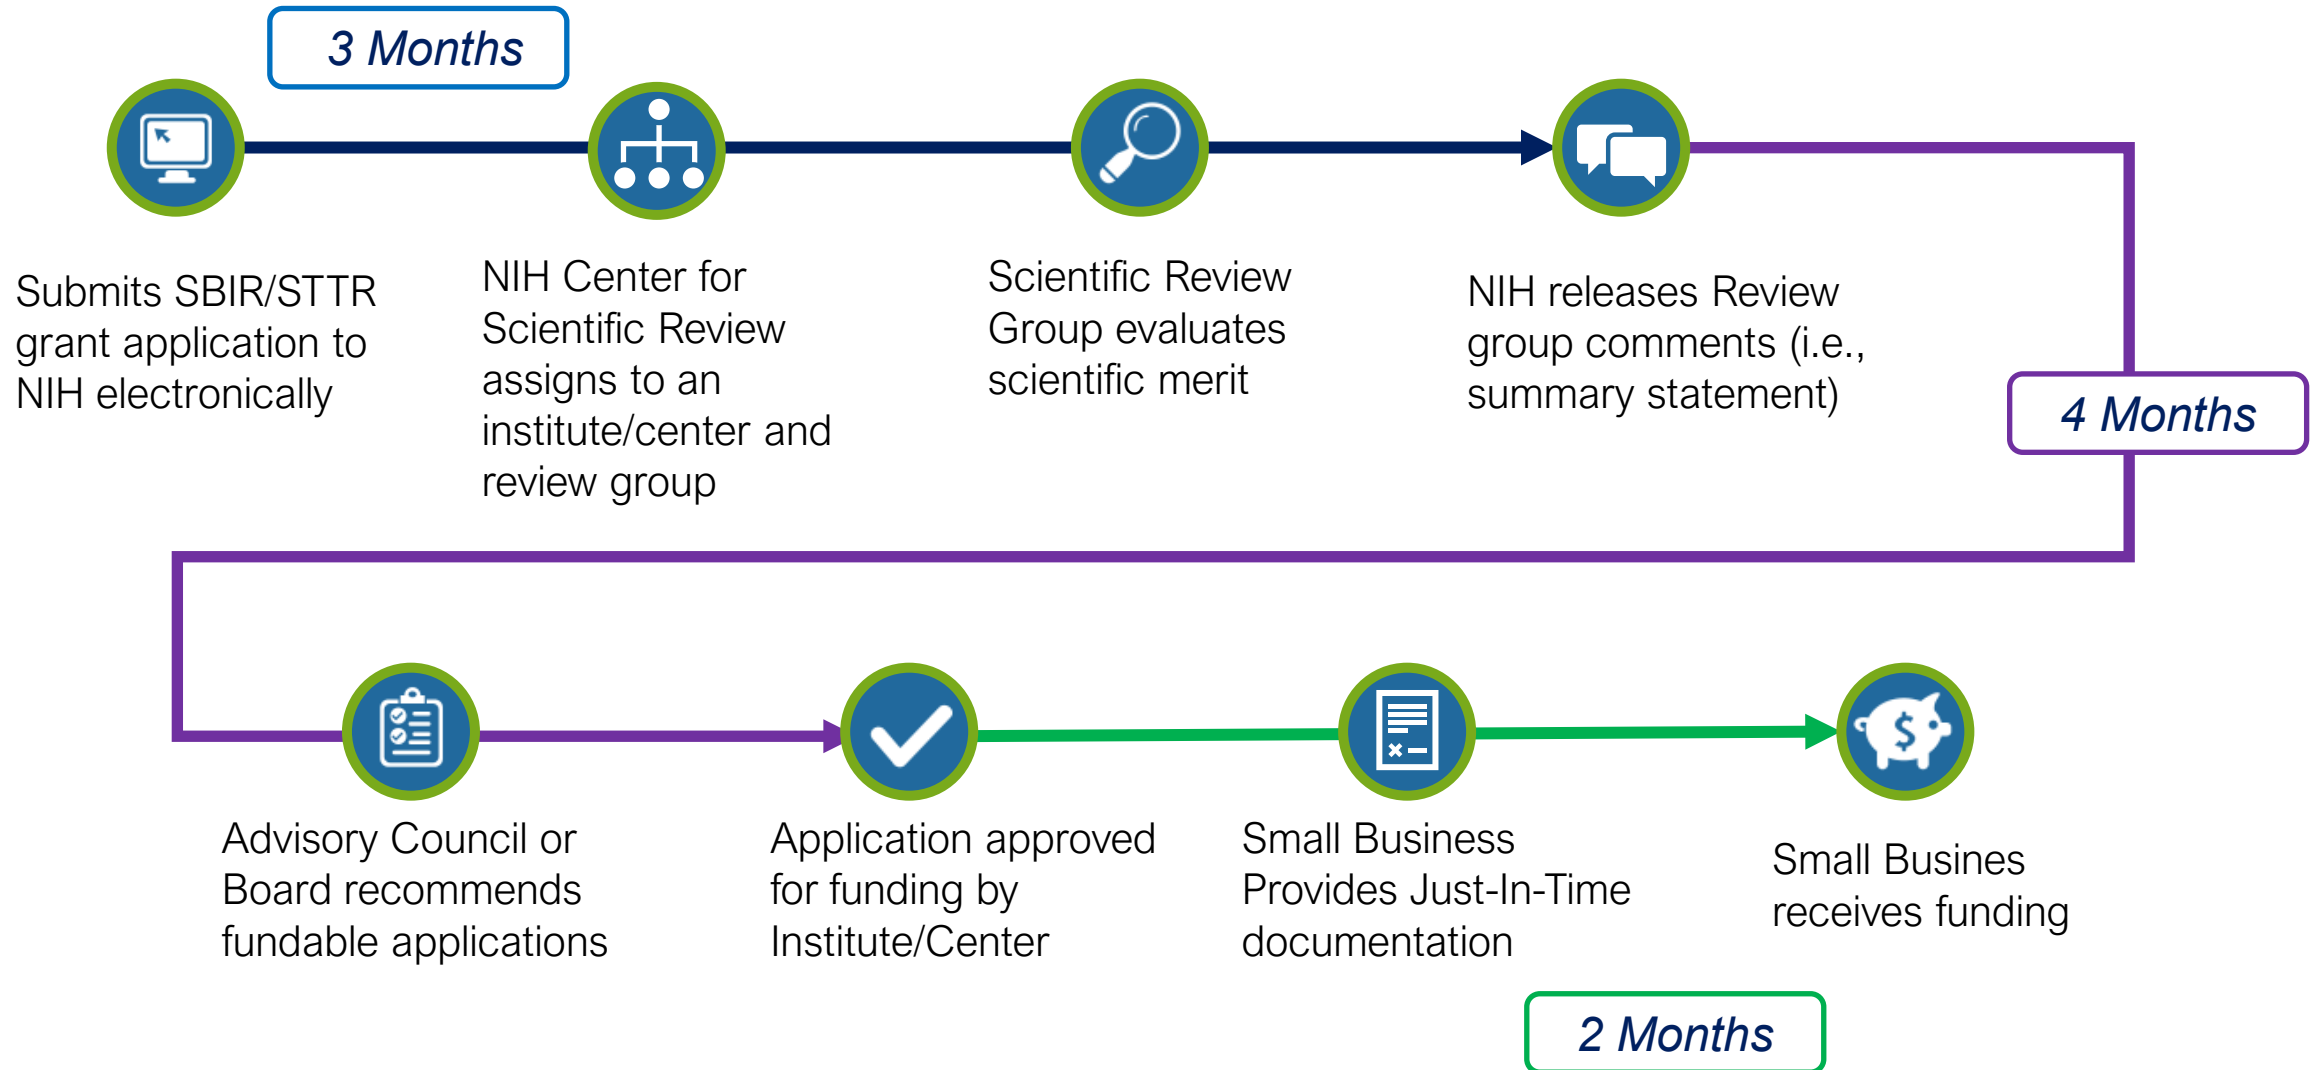 3 Months
Submits SBIR/STTR
grant application to
NIH electronically
NIH Center for
Scientific Review
assigns to an
institute/center and
review group
Scientific Review
Group evaluates
scientific merit
NIH releases Review
group comments (i.e.,
summary statement)
4 Months
Advisory Council or
Board recommends
fundable applications
Application approved
for funding by
Institute/Center
Small Business
Provides Just-In-Time
documentation
Small Busines
receives funding
2 Months